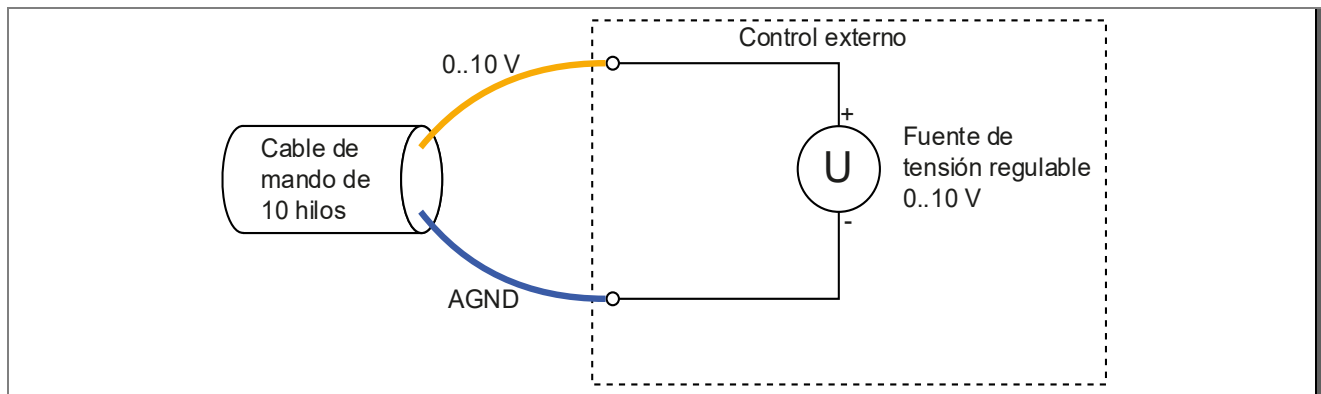 Control externo
0..10 V
Cable de
mando de
10 hilos
+
U
-
Fuente de
tensión regulable
0..10 V
AGND